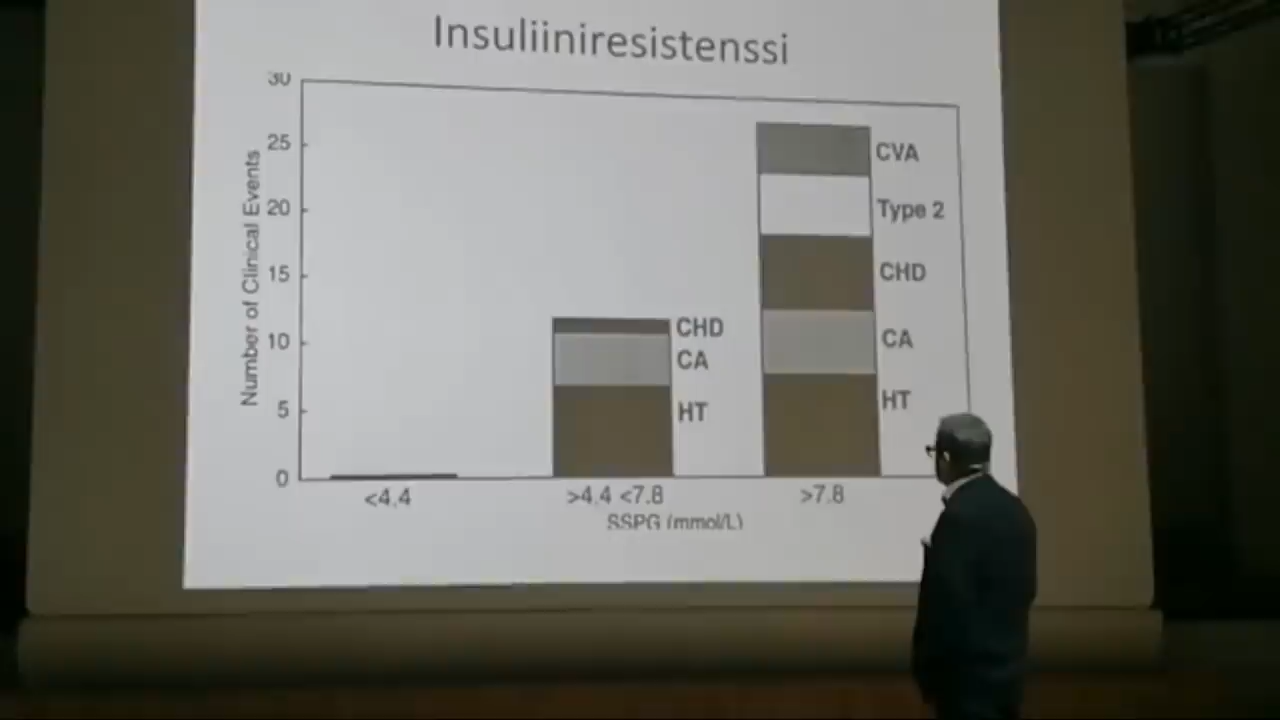 Insuliiniresistenssi
30
25
20
15
10
5
0
Number of Clinical Events
CVA
Type 2
CHD
CA
HT
CHD
CA
HT
<4.4
>4.4 <7.8
>7.8
SSPG (mmol/L)